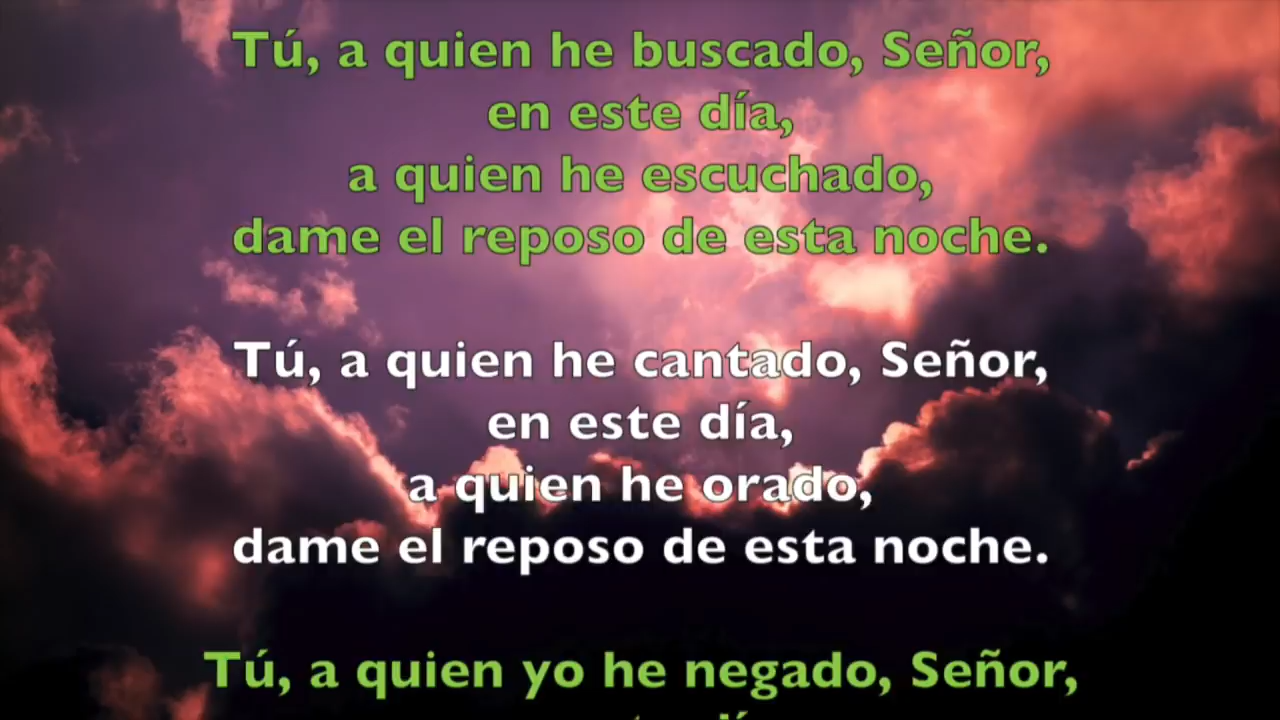 Tú, a quien he buscado, Señor,
en este día,
a quien he escuchado,
dame el reposo de esta noche.
Tú, a quien he cantado, Señor,
en este día,
a quien he orado,
dame el reposo de esta noche.
Tú, a quien yo he negado, Señor,